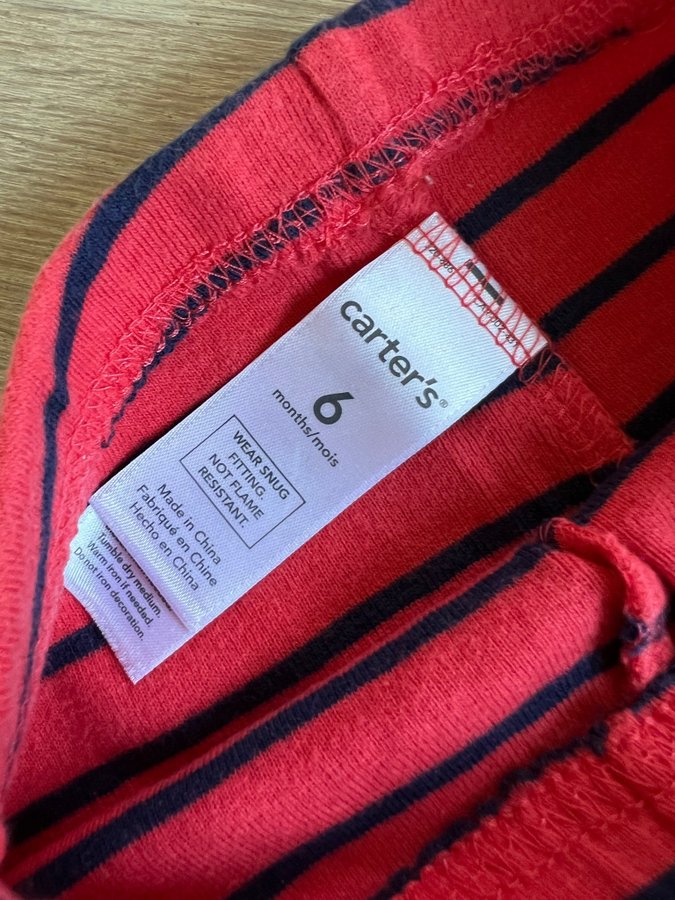 carter's®
6
months/mois
WEAR SNUG
FITTING.
NOT FLAME
RESISTANT.
Made in China
Fabriqué en Chine
Hecho en China
Tumble dry medium.
Warm iron if needed.
Do not iron decoration.